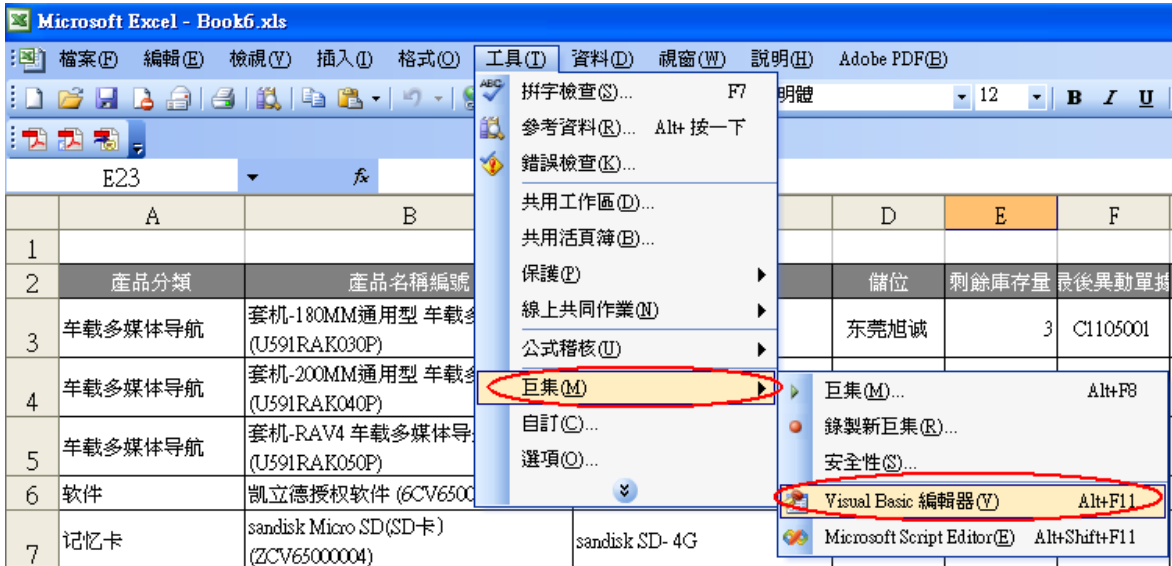 Microsoft Excel - Book6.xls
檔案(F) 編輯(E) 檢視(V) 插入(I) 格式(O) 工具(T) 資料(D) 視窗(W) 說明(H) Adobe PDF(B)
明體 12 B I U
E23 fx
拼字檢查(S)... F7
參考資料(R)... Alt+ 按一下
錯誤檢查(K)...
共用工作區(D)...
共用活頁簿(B)...
保護(P)
線上共同作業(N)
公式稽核(U)
巨集(M)
自訂(C)...
選項(O)...
巨集(M)... Alt+F8
錄製新巨集(R)...
安全性(S)...
Visual Basic 編輯器(V) Alt+F11
Microsoft Script Editor(E) Alt+Shift+F11
A B D E F
1
2 產品分類 產品名稱編號 儲位 剩餘庫存量 最後異動單據
3 车载多媒体导航 套机-180MM通用型 车载多
(U591RAK030P) 东莞旭诚 3 C1105001
4 车载多媒体导航 套机-200MM通用型 车载多
(U591RAK040P)
5 车载多媒体导航 套机-RAV4 车载多媒体导
(U591RAK050P)
6 软件 凯立德授权软件 (6CV6500
7 记忆卡 sandisk Micro SD(SD卡)
(ZCV65000004) sandisk SD- 4G